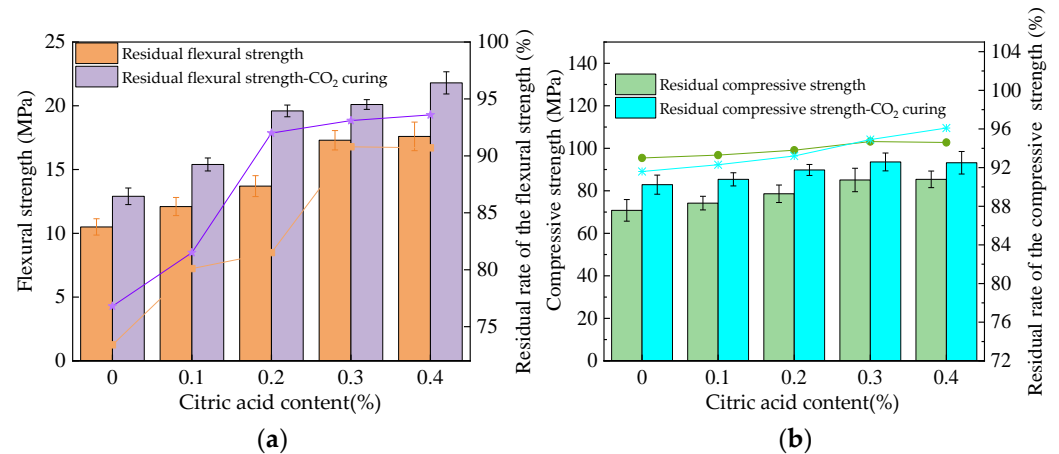 (a)
(b)
25
20
15
10
5
0
Flexural strength (MPa)
Residual flexural strength
Residual flexural strength-CO₂ curing
100
95
90
85
80
75
Residual rate of the flexural strength (%)
0 0.1 0.2 0.3 0.4
Citric acid content(%)
(a)
140
120
100
80
60
40
20
0
Compressive strength (MPa)
Residual compressive strength
Residual compressive strength-CO₂ curing
104
100
96
92
88
84
80
76
72
Residual rate of the compressive strength (%)
0 0.1 0.2 0.3 0.4
Citric acid content(%)
(b)